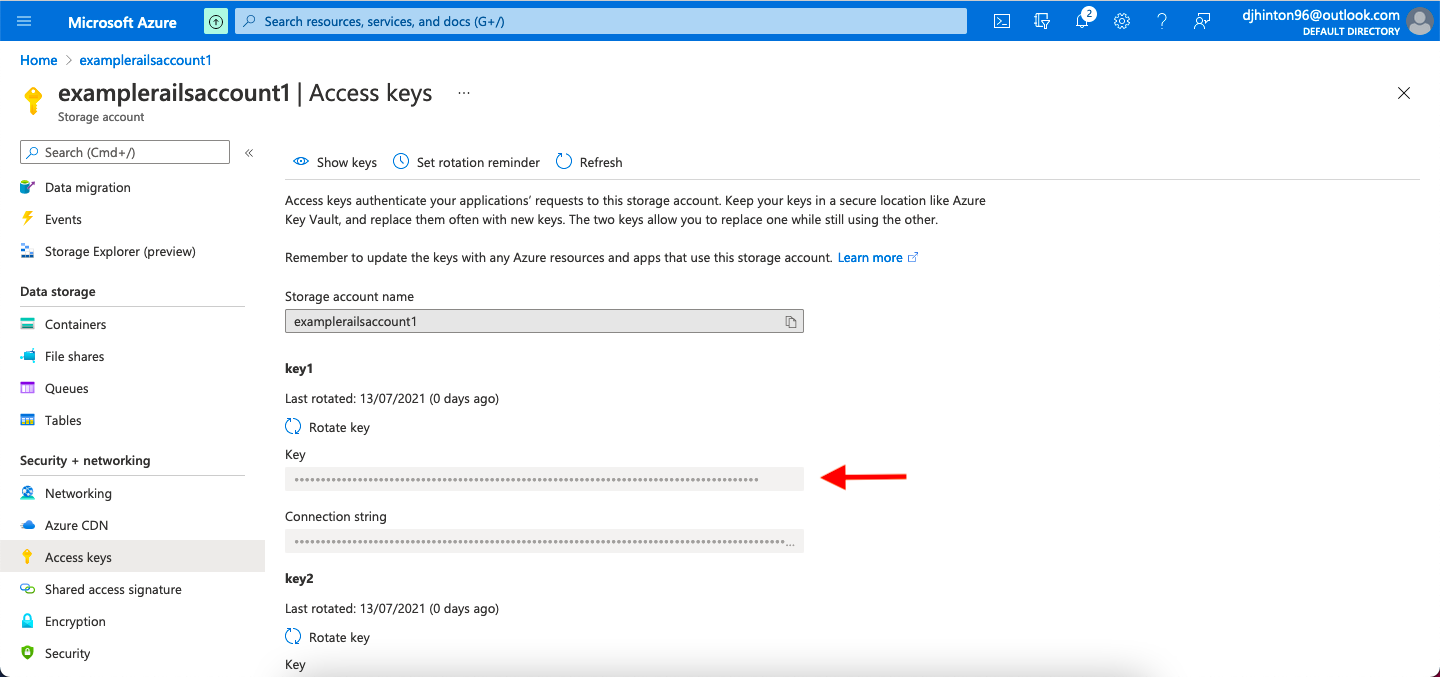 Microsoft Azure
Search resources, services, and docs (G+/)
2
djhinton96@outlook.com
DEFAULT DIRECTORY
Home > examplerailsaccount1
examplerailsaccount1 | Access keys ...
Storage account
Search (Cmd+/)
«
Data migration
Events
Storage Explorer (preview)
Data storage
Containers
File shares
Queues
Tables
Security + networking
Networking
Azure CDN
Access keys
Shared access signature
Encryption
Security
Show keys
Set rotation reminder
Refresh
Access keys authenticate your applications' requests to this storage account. Keep your keys in a secure location like Azure
Key Vault, and replace them often with new keys. The two keys allow you to replace one while still using the other.
Remember to update the keys with any Azure resources and apps that use this storage account. Learn more
Storage account name
examplerailsaccount1
key1
Last rotated: 13/07/2021 (0 days ago)
Rotate key
Key
Connection string
key2
Last rotated: 13/07/2021 (0 days ago)
Rotate key
Key